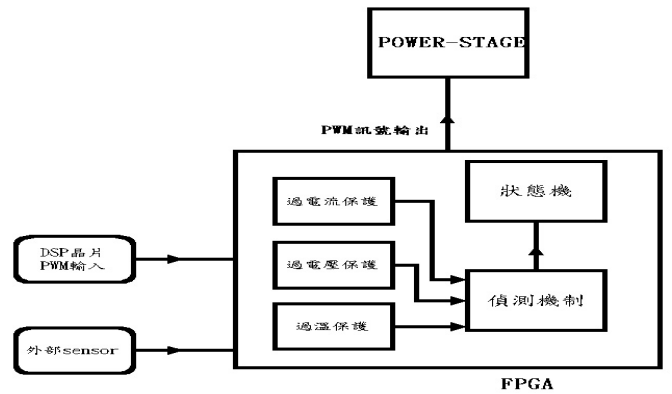 POWER-STAGE
PWM訊號輸出
過電流保護
狀態機
DSP晶片
PWM輸入
過電壓保護
偵測機制
過溫保護
外部sensor
FPGA